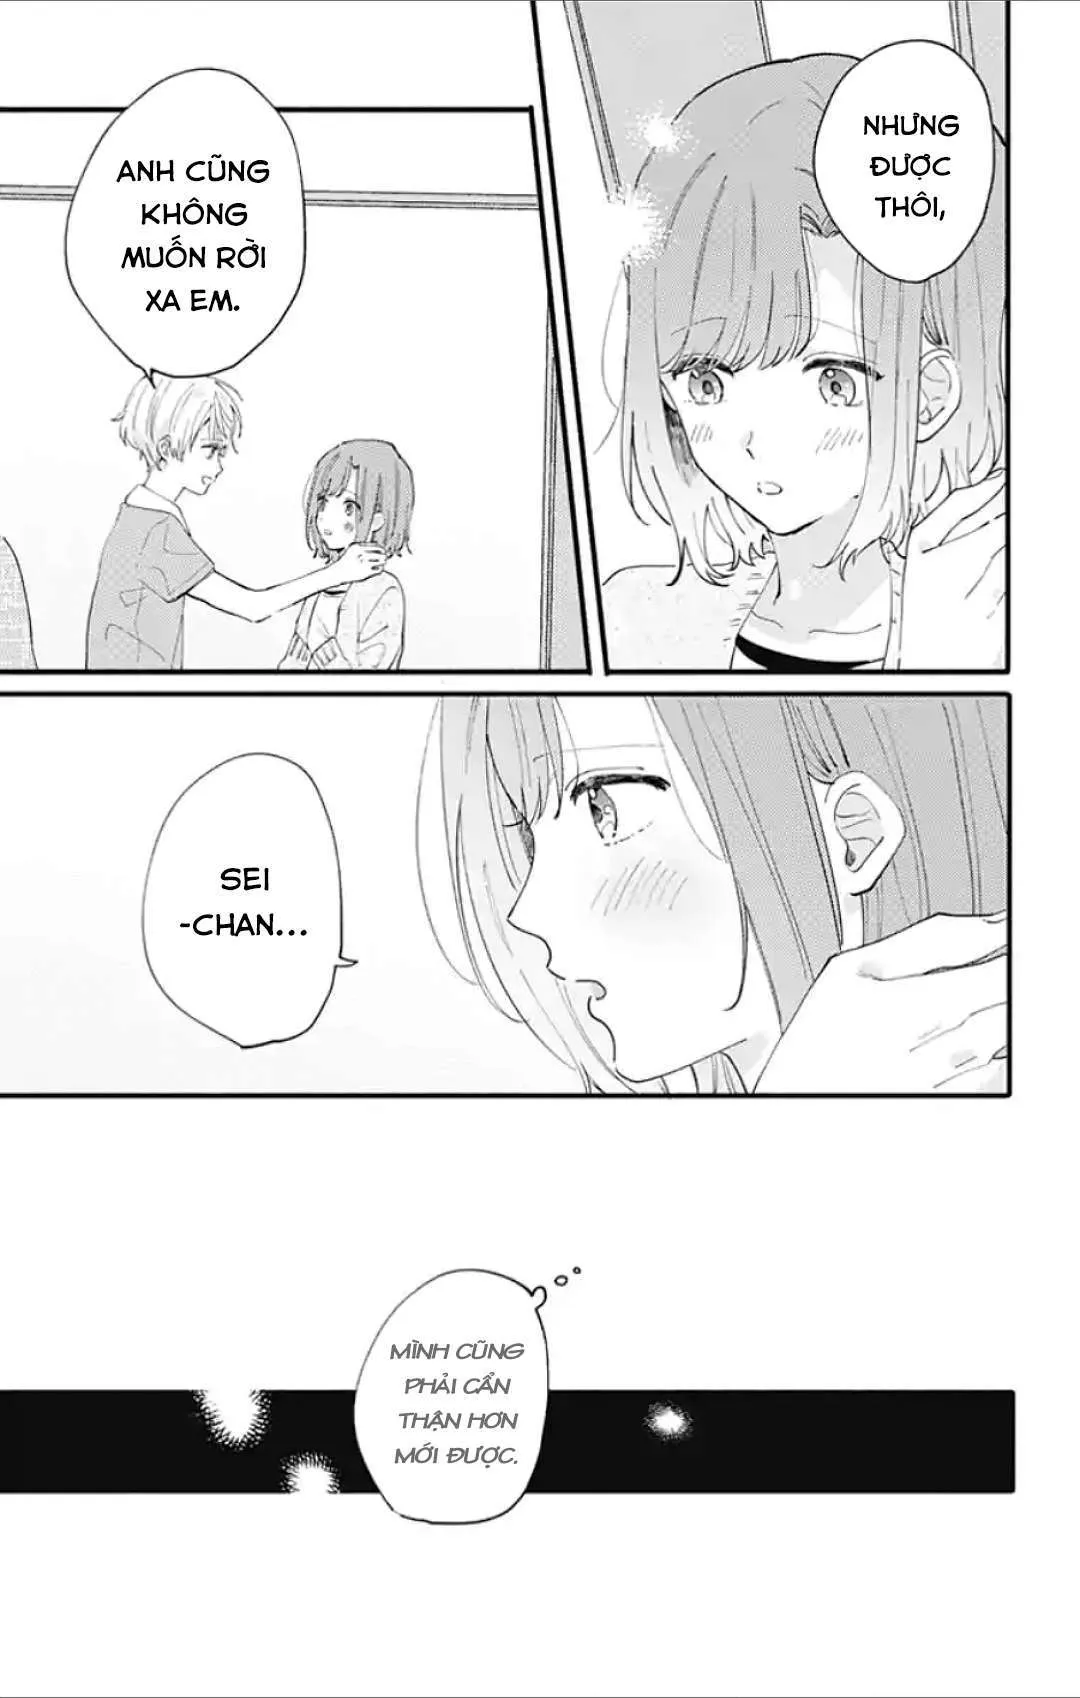 NHƯNG
ĐƯỢC
THÔI,
ANH CŨNG
KHÔNG
MUỐN RỜI
XA EM.
SEI
-CHAN...
MÌNH CŨNG
PHẢI CẨN
THẬN HƠN
MỚI ĐƯỢC.